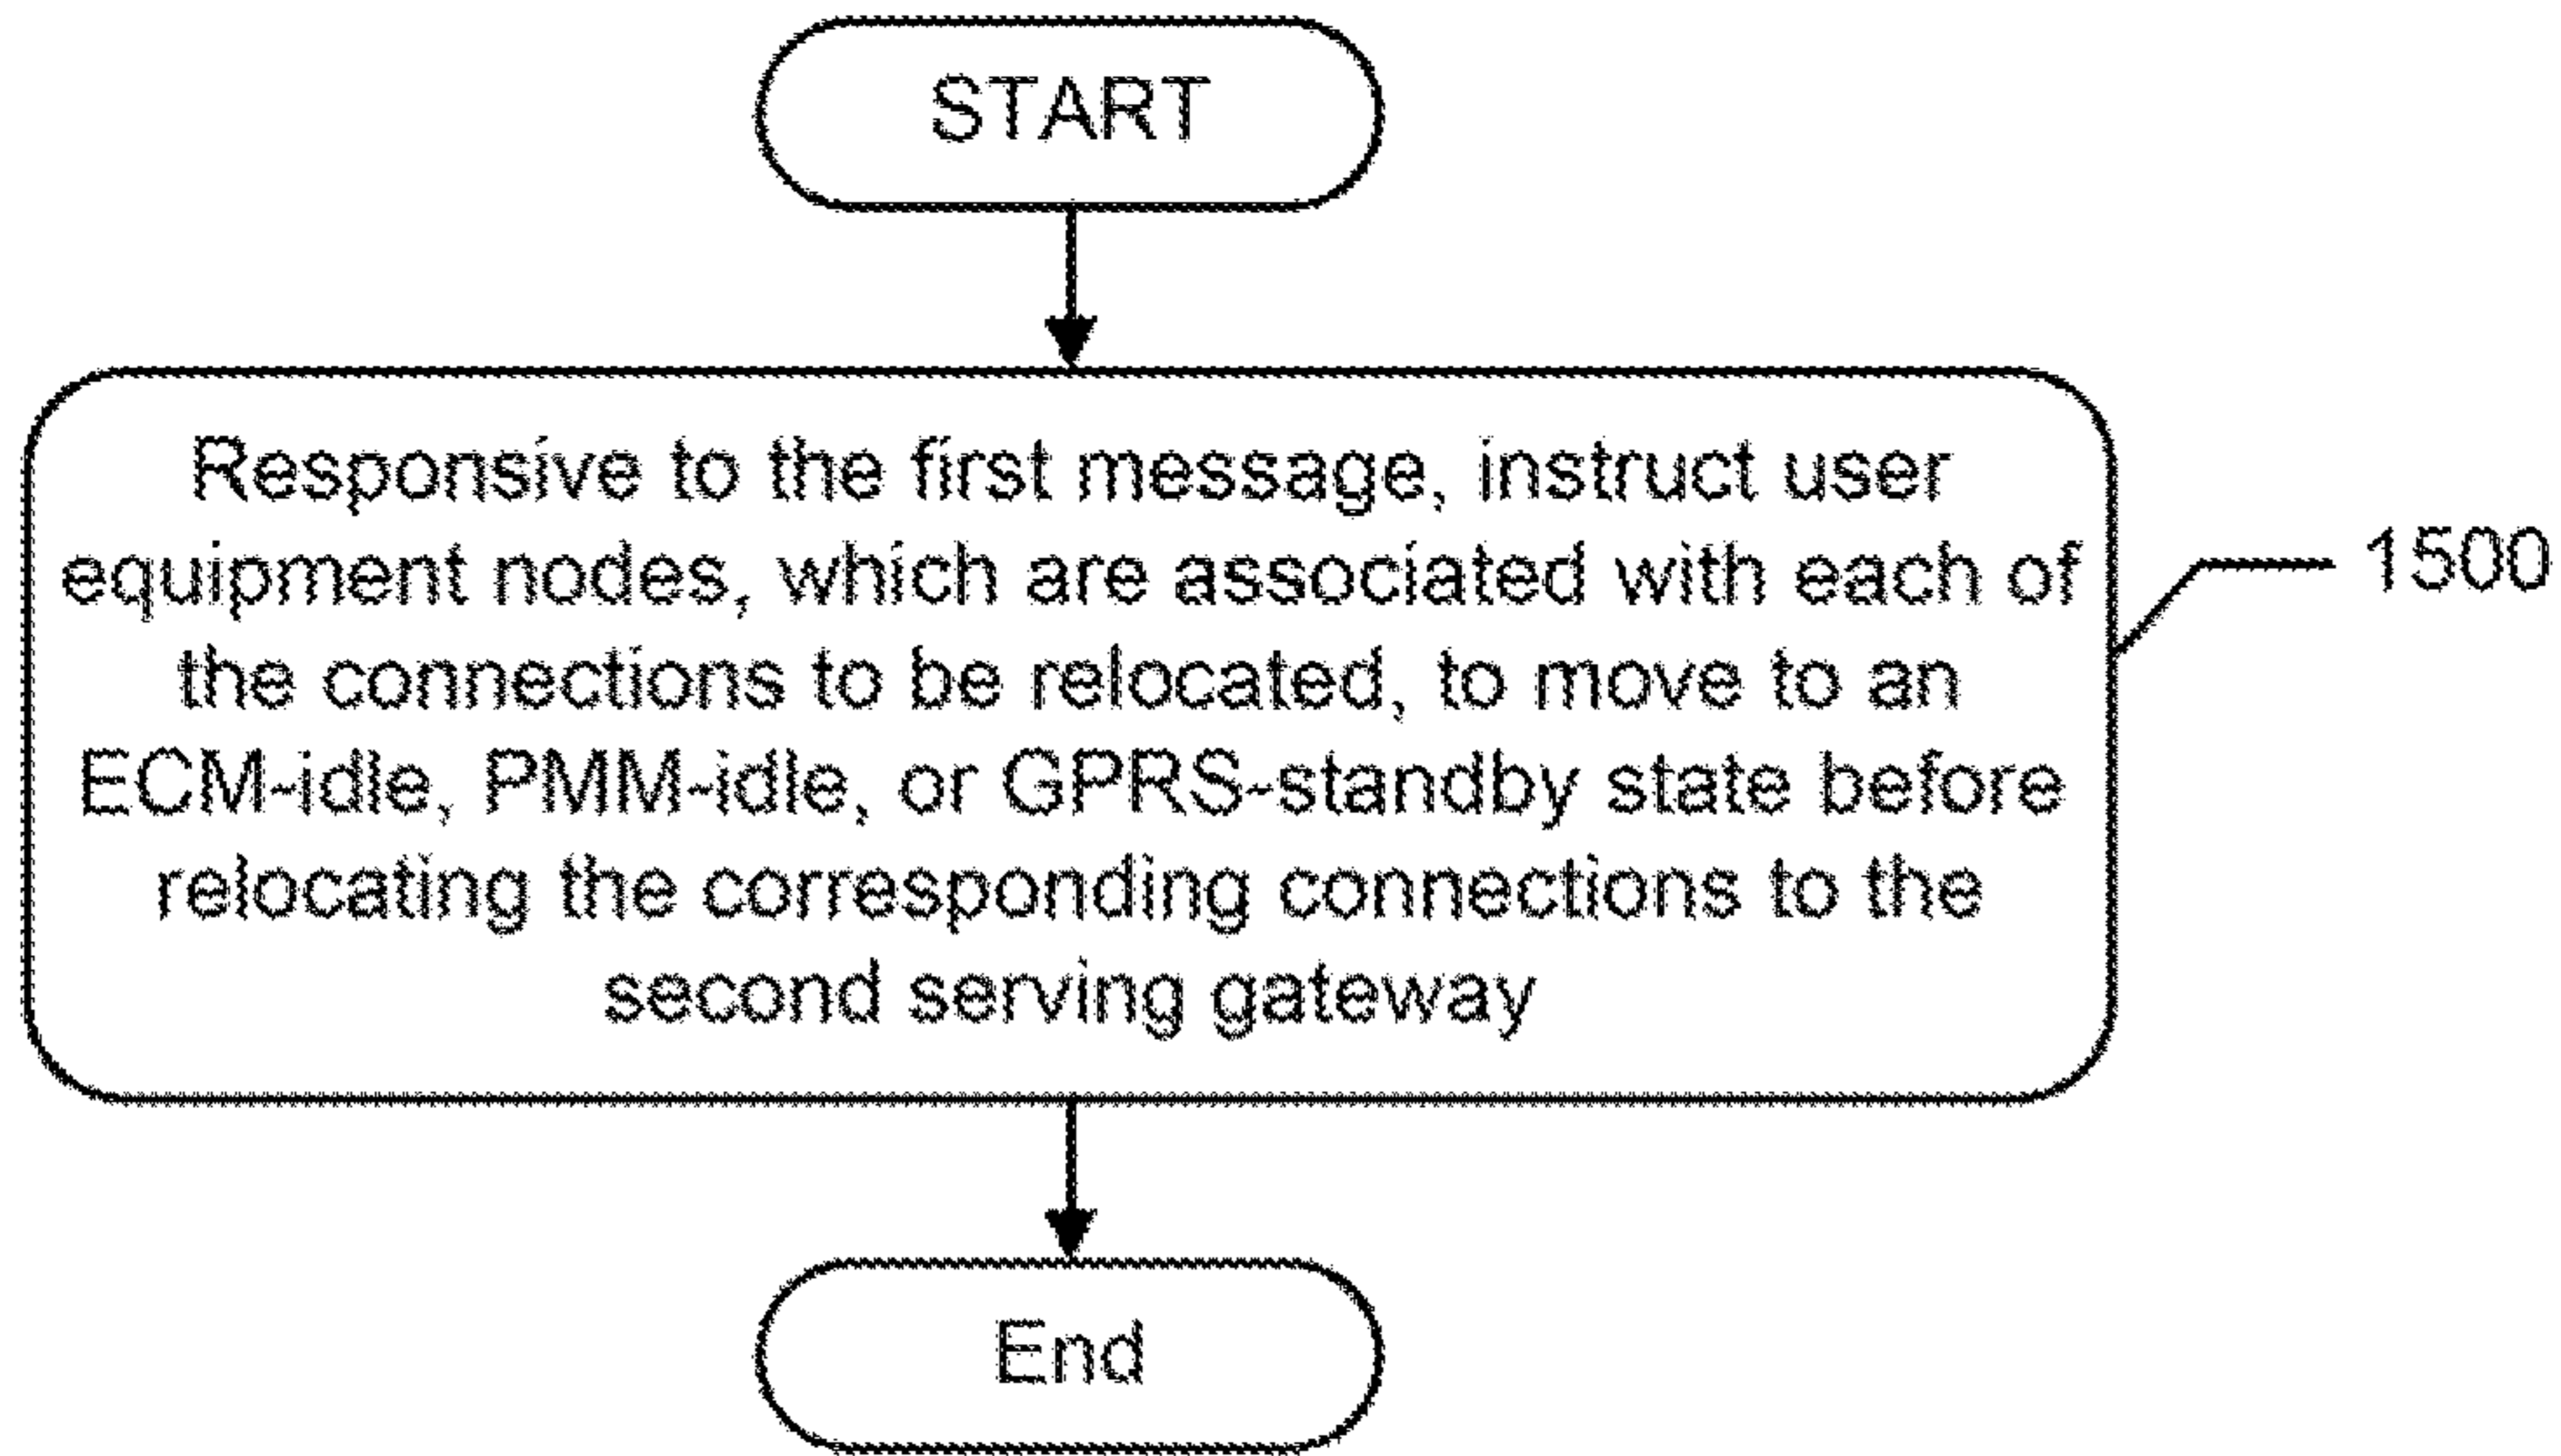 START
Responsive to the first message, instruct user
equipment nodes, which are associated with each of
the connections to be relocated, to move to an
ECM-idle, PMM-idle, or GPRS-standby state before
relocating the corresponding connections to the
second serving gateway
1500
End